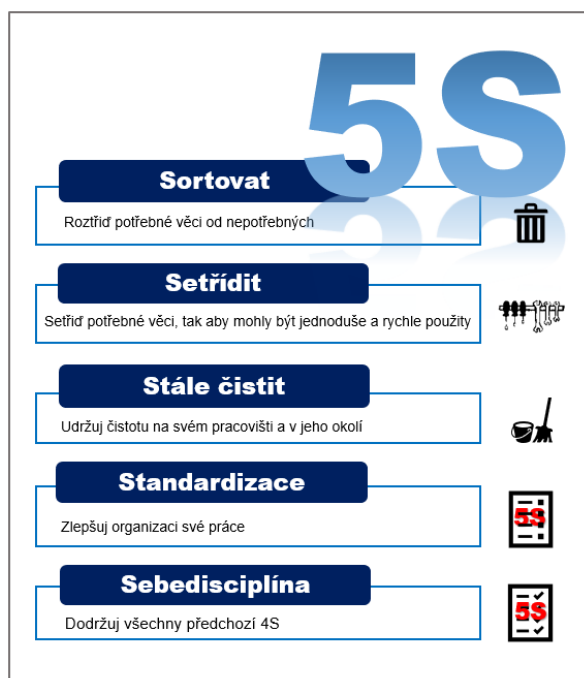 5S
Sortovat
Roztřiď potřebné věci od nepotřebných
Setřídit
Setřiď potřebné věci, tak aby mohly být jednoduše a rychle použity
Stále čistit
Udržuj čistotu na svém pracovišti a v jeho okolí
Standardizace
Zlepšuj organizaci své práce
5S
Sebedisciplína
Dodržuj všechny předchozí 4S
5S